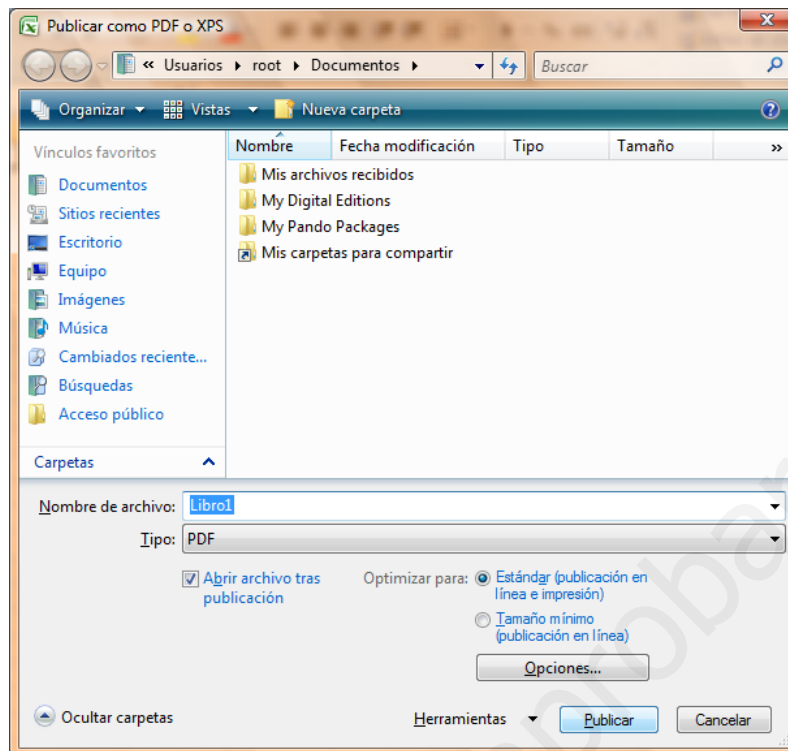 Publicar como PDF o XPS
« Usuarios root Documentos Buscar
Organizar Vistas Nueva carpeta
Vínculos favoritos
Documentos
Sitios recientes
Escritorio
Equipo
Imágenes
Música
Cambiados reciente...
Búsquedas
Acceso público
Carpetas
Nombre Fecha modificación Tipo Tamaño »
Mis archivos recibidos
My Digital Editions
My Pando Packages
Mis carpetas para compartir
Nombre de archivo: Libro1
Tipo: PDF
Abrir archivo tras
publicación
Optimizar para:
Estándar (publicación en
línea e impresión)
Tamaño mínimo
(publicación en línea)
Opciones...
Ocultar carpetas Herramientas Publicar Cancelar